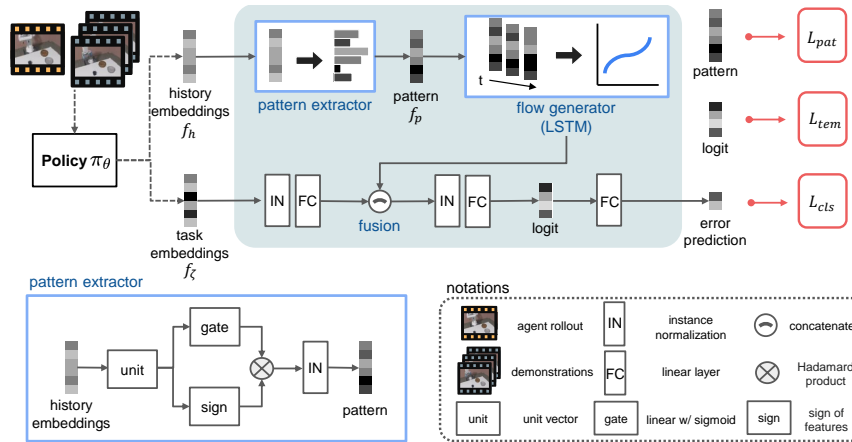 Policy π_θ
history
embeddings
f_h
pattern extractor
pattern
f_p
t
flow generator
(LSTM)
pattern
L_pat
logit
L_tem
task
embeddings
f_ζ
IN
FC
fusion
IN
FC
logit
FC
error
prediction
L_cls
pattern extractor
history
embeddings
unit
gate
sign
IN
pattern
notations
agent rollout
IN
instance
normalization
concatenate
demonstrations
FC
linear layer
Hadamard
product
unit
unit vector
gate
linear w/ sigmoid
sign
sign of
features